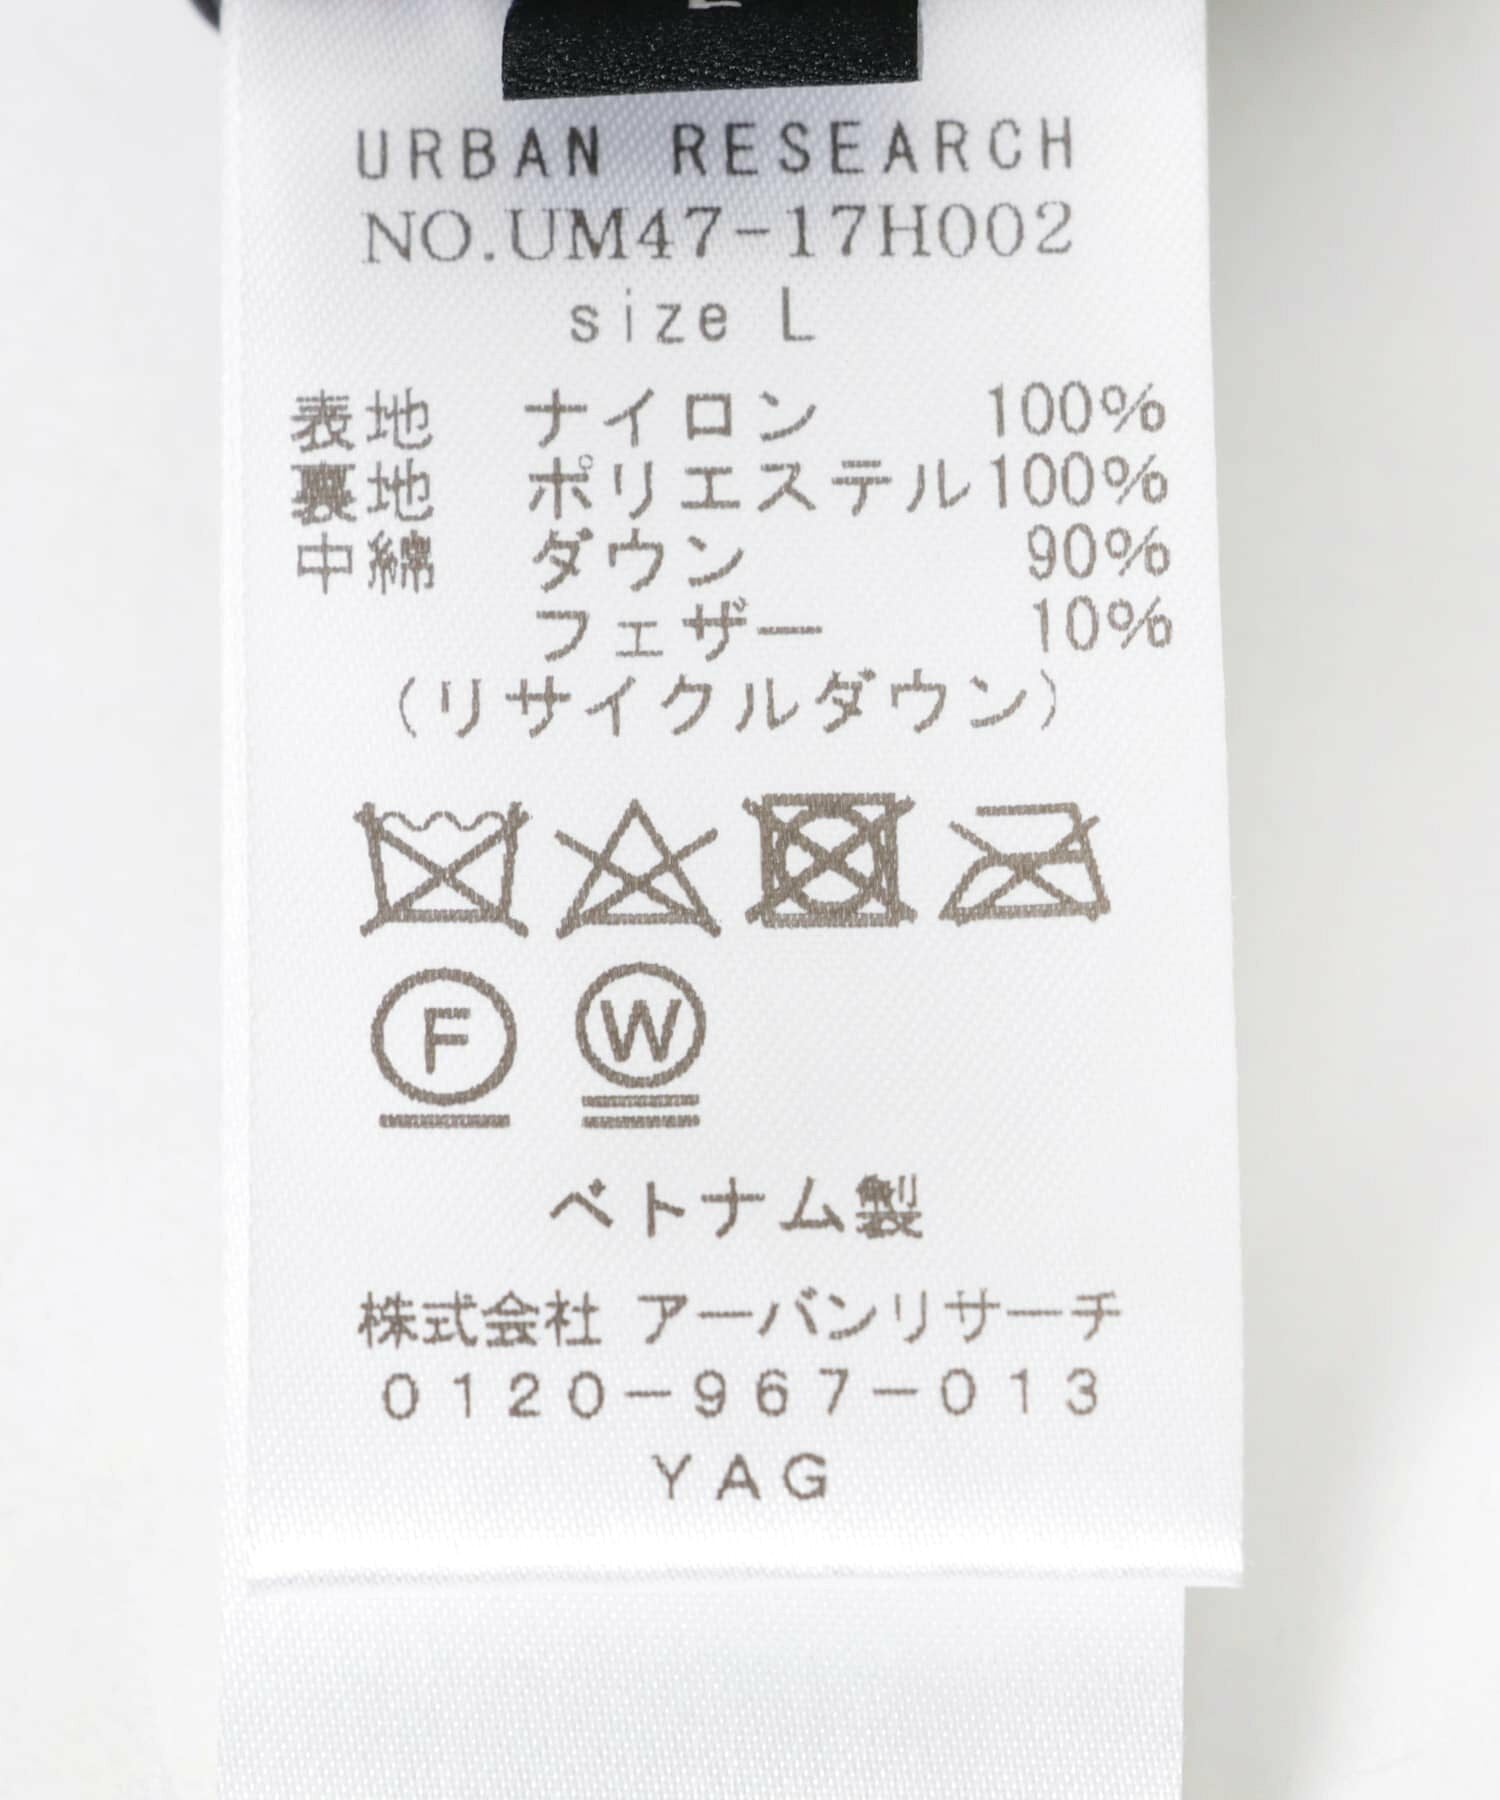 URBAN RESEARCH
NO.UM47-17H002
size L
表地 ナイロン 100%
裏地 ポリエステル100%
中綿 ダウン 90%
フェザー 10%
(リサイクルダウン)
F W
ベトナム製
株式会社 アーバンリサーチ
0120-967-013
YAG